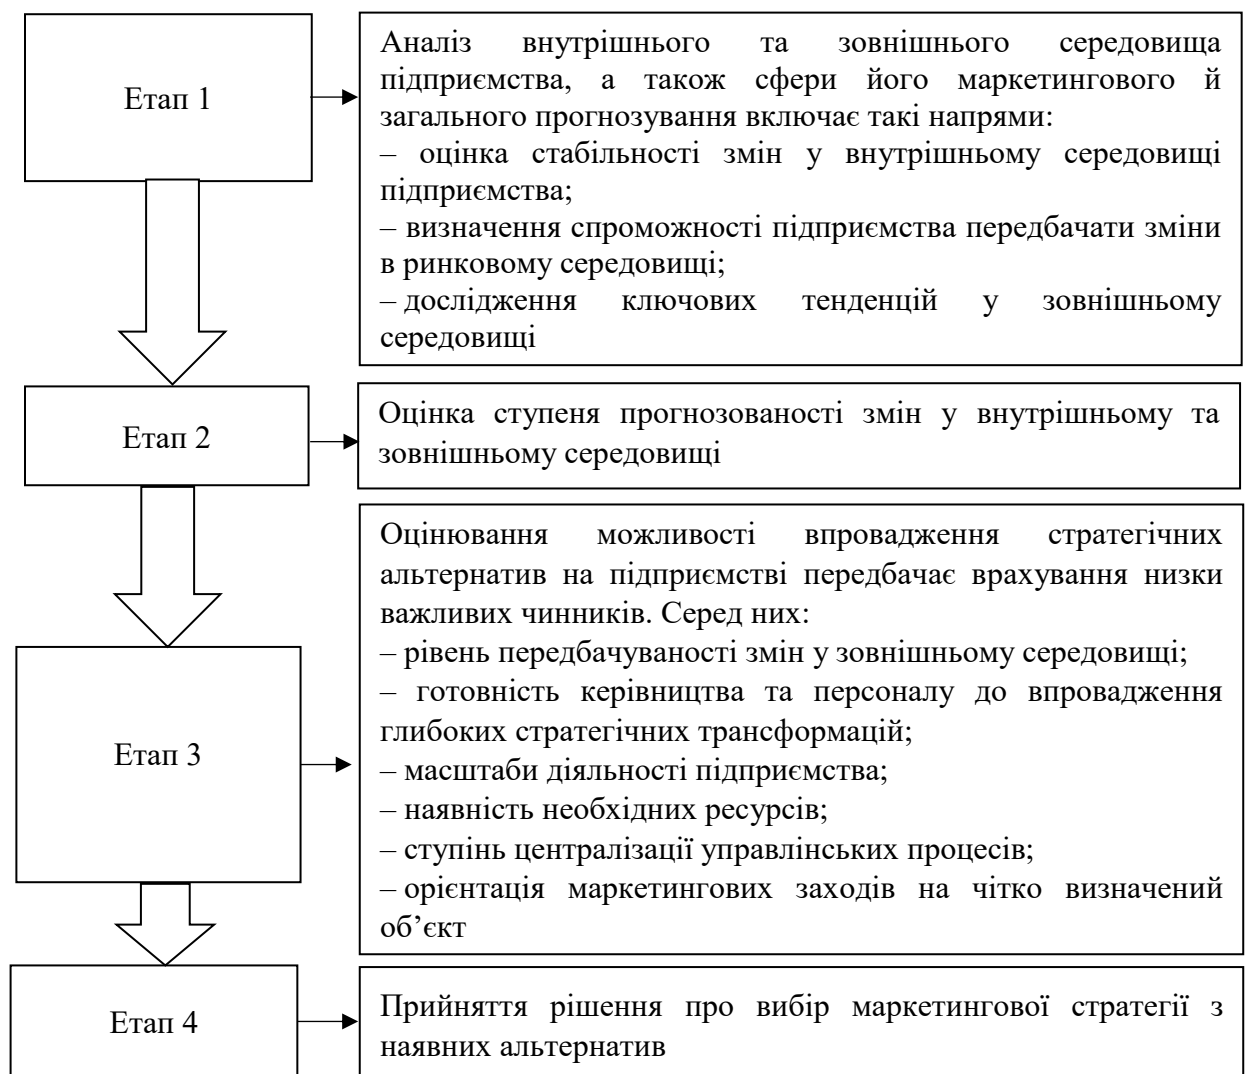 Етап 1
Аналіз внутрішнього та зовнішнього середовища
підприємства, а також сфери його маркетингового й
загального прогнозування включає такі напрями:
– оцінка стабільності змін у внутрішньому середовищі
підприємства;
– визначення спроможності підприємства передбачати зміни
в ринковому середовищі;
– дослідження ключових тенденцій у зовнішньому
середовищі
Етап 2
Оцінка ступеня прогнозованості змін у внутрішньому та
зовнішньому середовищі
Етап 3
Оцінювання можливості впровадження стратегічних
альтернатив на підприємстві передбачає врахування низки
важливих чинників. Серед них:
– рівень передбачуваності змін у зовнішньому середовищі;
– готовність керівництва та персоналу до впровадження
глибоких стратегічних трансформацій;
– масштаби діяльності підприємства;
– наявність необхідних ресурсів;
– ступінь централізації управлінських процесів;
– орієнтація маркетингових заходів на чітко визначений
об’єкт
Етап 4
Прийняття рішення про вибір маркетингової стратегії з
наявних альтернатив